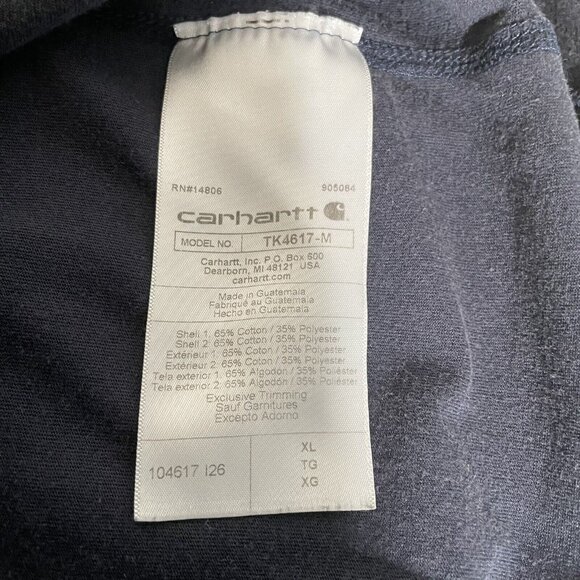 RN#14806 905084
carhartt
MODEL NO. TK4617-M
Carhartt, Inc. P.O. Box 600
Dearborn, MI 48121 USA
carhartt.com
Made in Guatemala
Fabriqué au Guatemala
Hecho en Guatemala
Shell 1. 65% Cotton / 35% Polyester
Shell 2. 65% Cotton / 35% Polyester
Extérieur 1. 65% Coton / 35% Polyester
Extérieur 2. 65% Coton / 35% Polyester
Tela exterior 1. 65% Algodon / 35% Poliester
Tela exterior 2. 65% Algodon / 35% Poliester
Exclusive Trimming
Sauf Garnitures
Excepto Adorno
104617 I26
XL
TG
XG